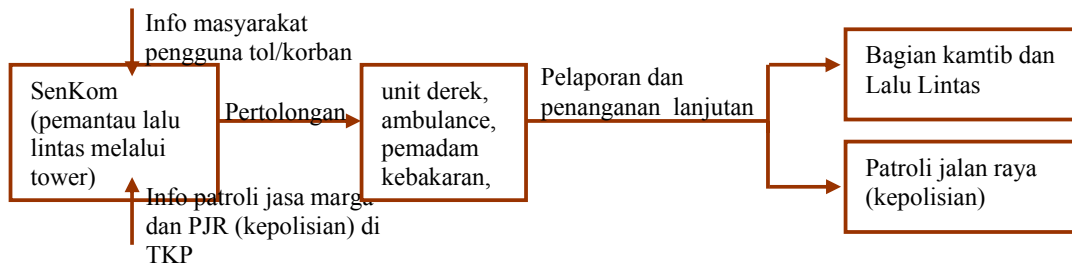 Info masyarakat
pengguna tol/korban
SenKom
(pemantau lalu
lintas melalui
tower)
Pertolongan
Info patroli jasa marga
dan PJR (kepolisian) di
TKP
unit derek,
ambulance,
pemadam
kebakaran,
Pelaporan dan
penanganan lanjutan
Bagian kamtib dan
Lalu Lintas
Patroli jalan raya
(kepolisian)